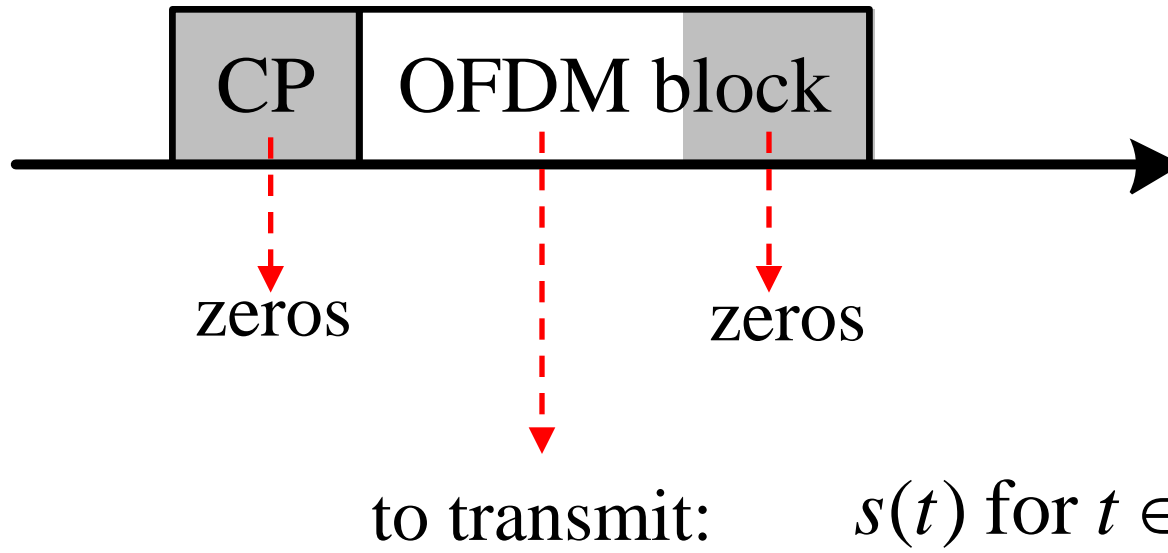 CP OFDM block
zeros zeros
to transmit: s(t) for t ∈